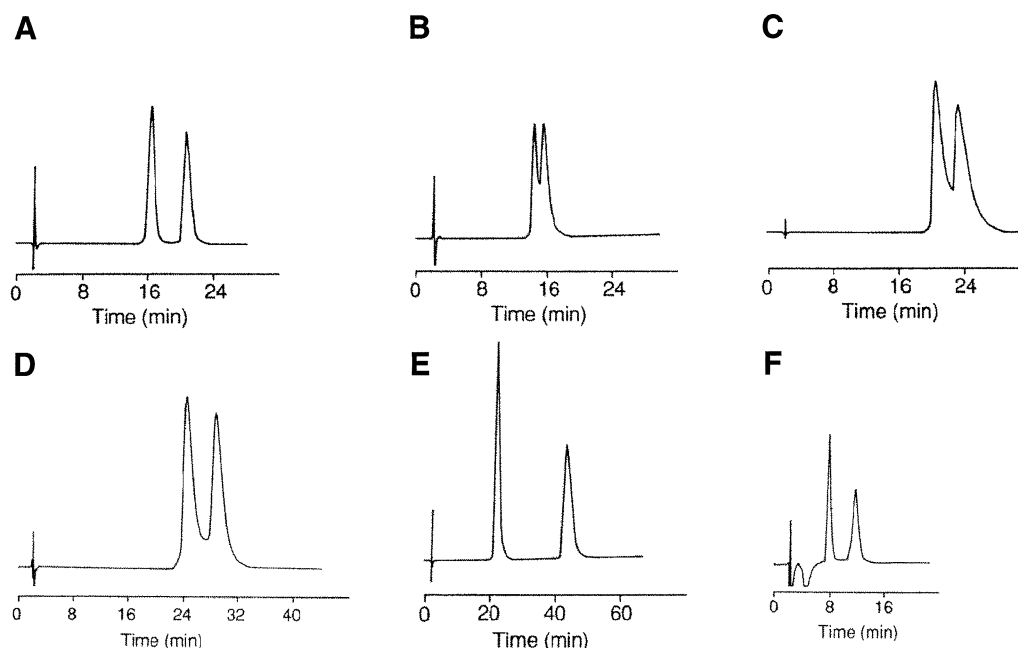 A
B
C
0 8 16 24
Time (min)
0 8 16 24
Time (min)
0 8 16 24
Time (min)
D
E
F
0 8 16 24 32 40
Time (min)
0 20 40 60
Time (min)
0 8 16
Time (min)